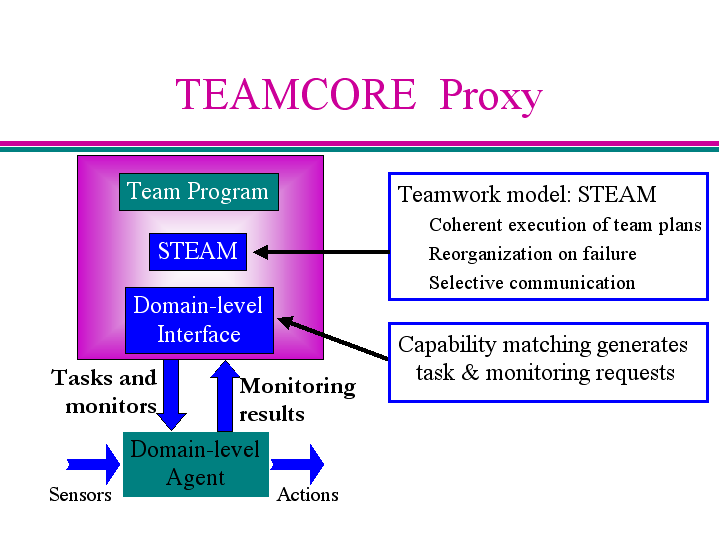 TEAMCORE Proxy
Team Program
STEAM
Domain-level
Interface
Teamwork model: STEAM
Coherent execution of team plans
Reorganization on failure
Selective communication
Capability matching generates
task & monitoring requests
Tasks and
monitors
Monitoring
results
Domain-level
Agent
Sensors
Actions